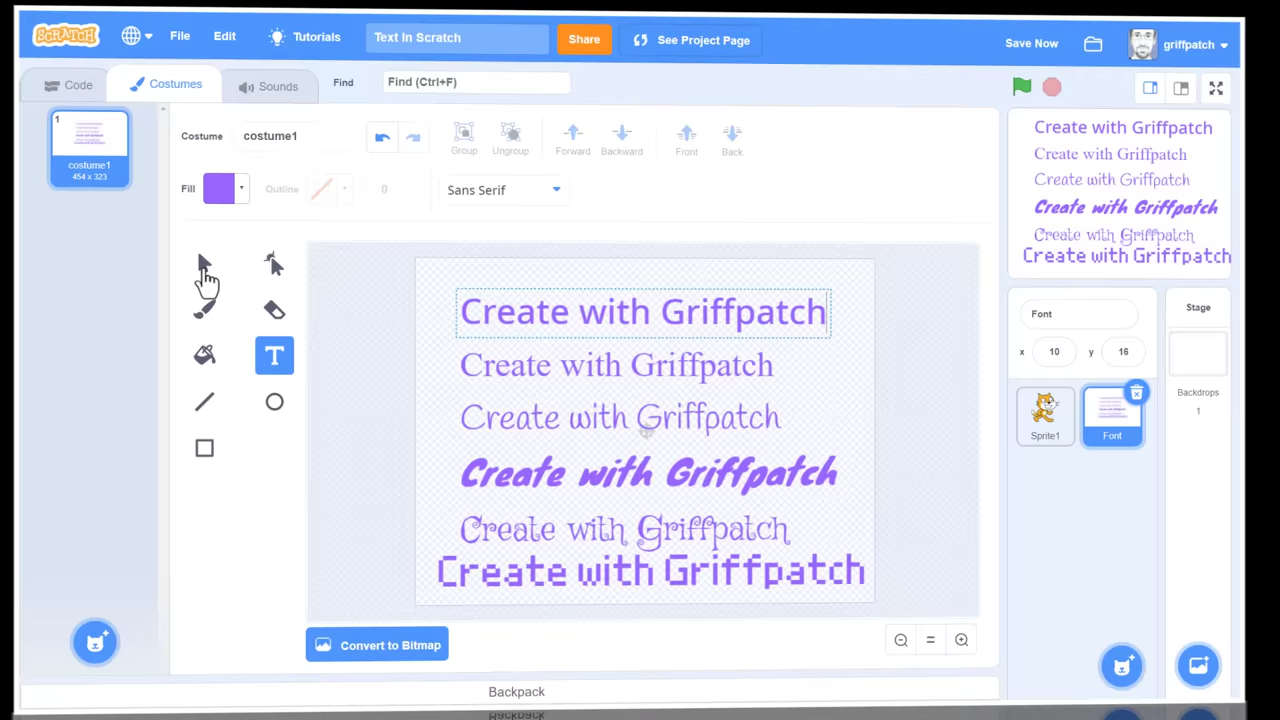 SCRATCH File Edit Tutorials Text In Scratch Share See Project Page Save Now griffpatch
Code Costumes Sounds Find Find (Ctrl+F)
1
costume1
454 x 323
Costume costume1 Group Ungroup Forward Backward Front Back
Fill Outline 0 Sans Serif
Create with Griffpatch
Create with Griffpatch
Create with Griffpatch
Create with Griffpatch
Create with Griffpatch
Create with Griffpatch
T
Convert to Bitmap
Create with Griffpatch
Create with Griffpatch
Create with Griffpatch
Create with Griffpatch
Create with Griffpatch
Create with Griffpatch
Font
x 10 y 16
Sprite1
Font
Stage
Backdrops
1
Backpack
Backpack